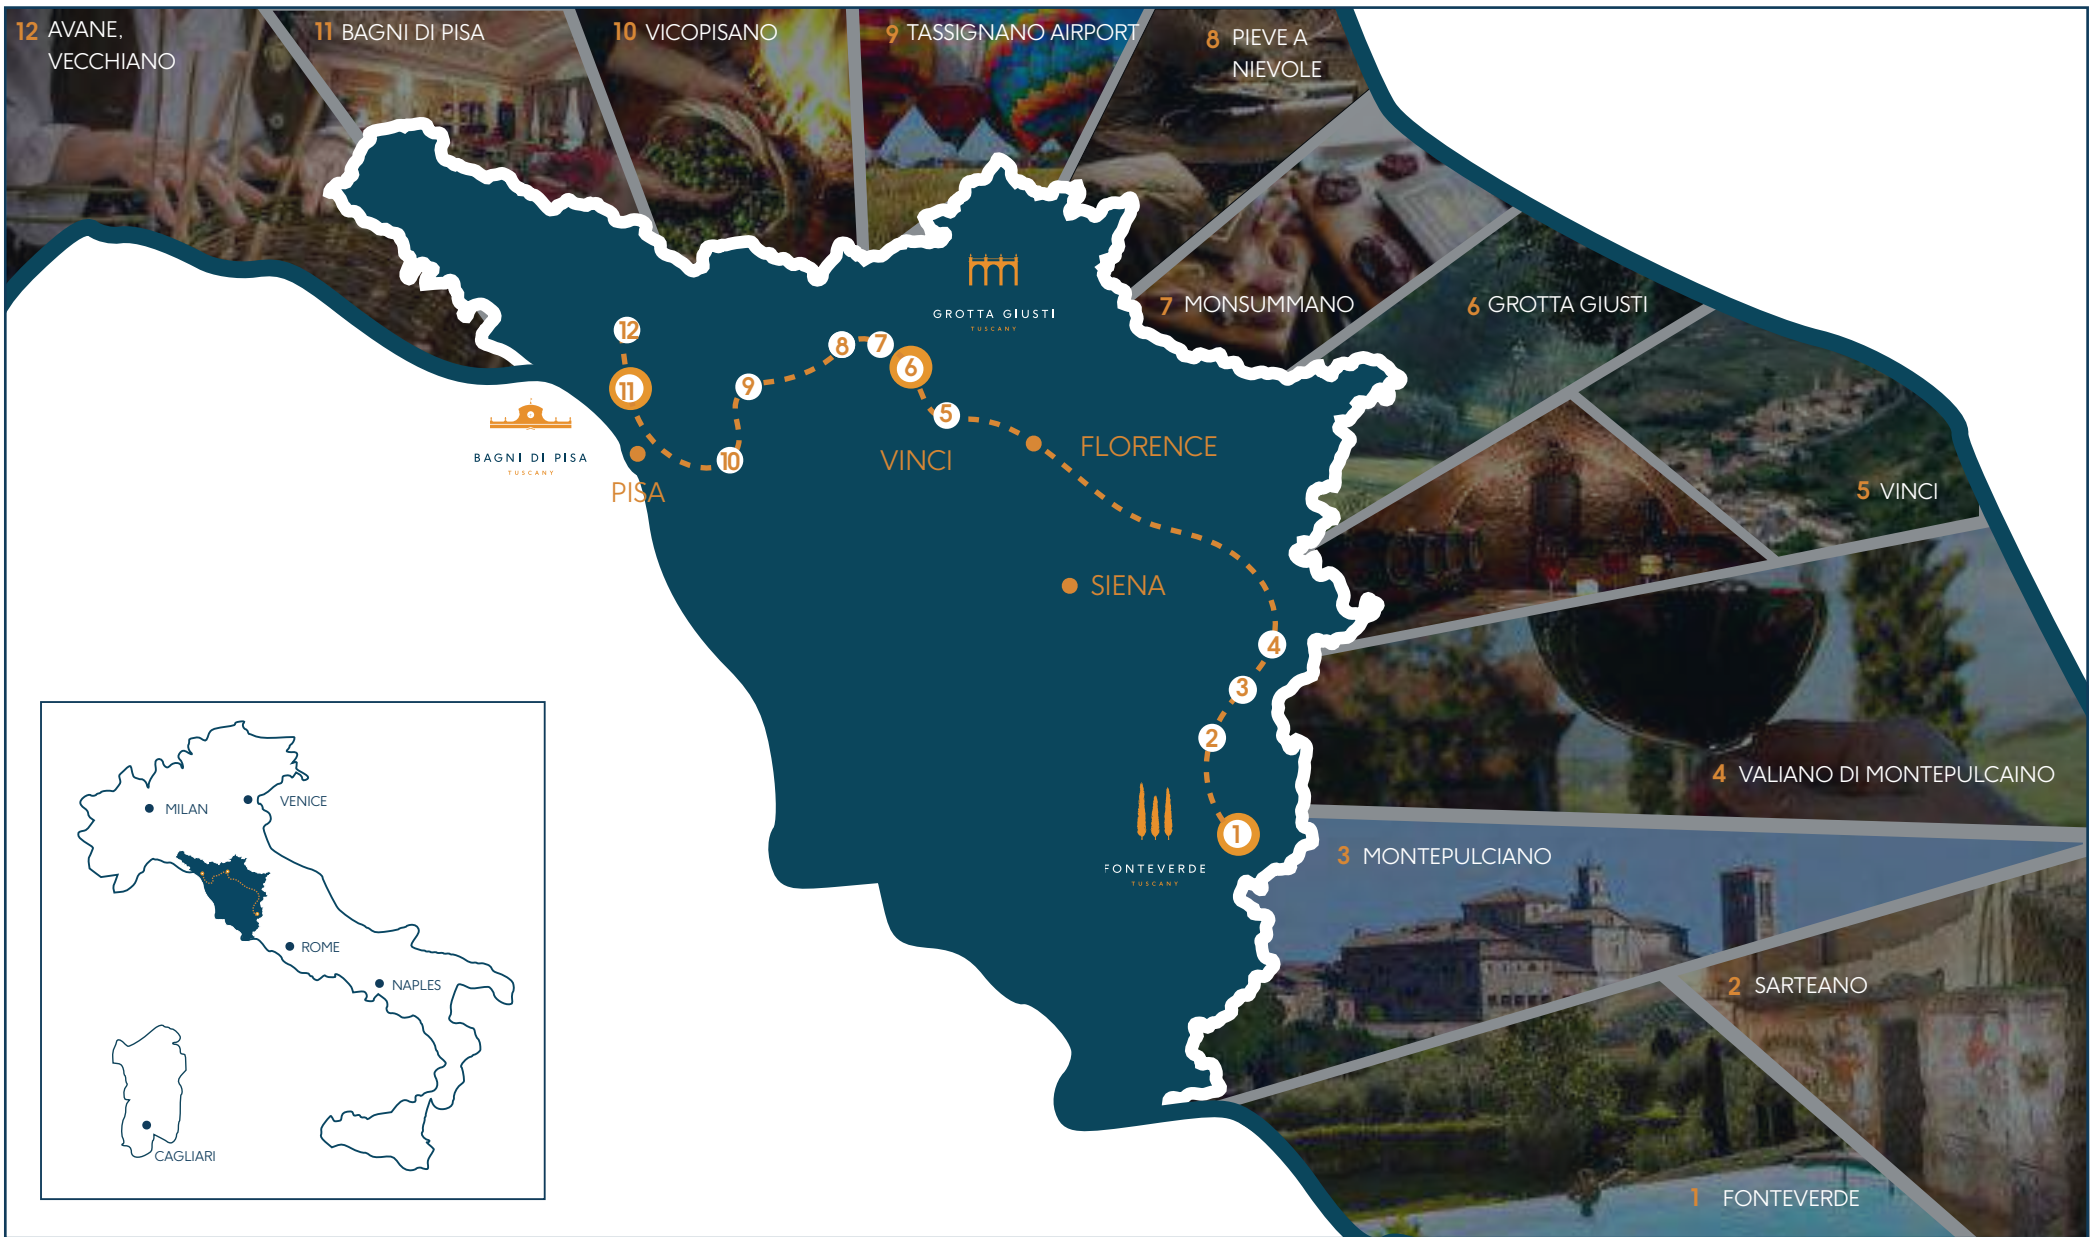 12 AVANE,
VECCHIANO
11 BAGNI DI PISA
10 VICOPISANO
9 TASSIGNANO AIRPORT
8 PIEVE A
NIEVOLE
7 MONSUMMANO
6 GROTTA GIUSTI
5 VINCI
4 VALIANO DI MONTEPULCAINO
3 MONTEPULCIANO
2 SARTEANO
1 FONTEVERDE
GROTTA GIUSTI
TUSCANY
12
11
10
9
8
7
6
5
4
3
2
1
BAGNI DI PISA
TUSCANY
PISA
VINCI
FLORENCE
SIENA
FONTEVERDE
TUSCANY
MILAN
VENICE
ROME
NAPLES
CAGLIARI